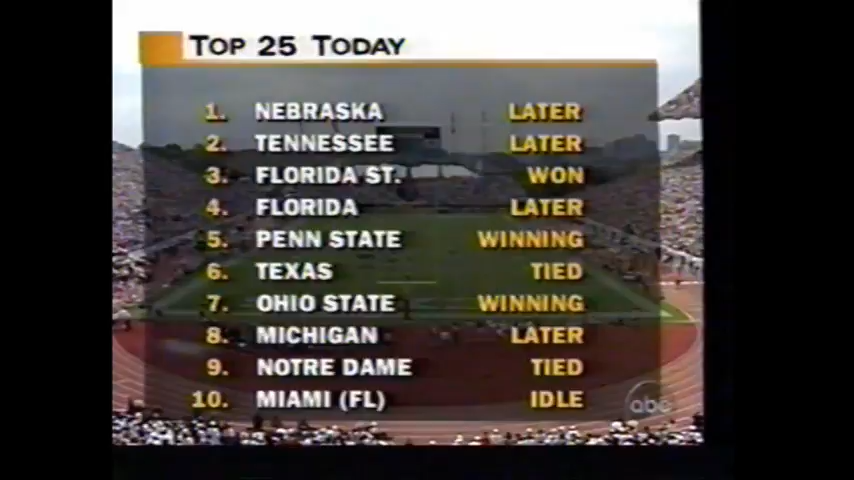 TOP 25 TODAY
1. NEBRASKA LATER
2. TENNESSEE LATER
3. FLORIDA ST. WON
4. FLORIDA LATER
5. PENN STATE WINNING
6. TEXAS TIED
7. OHIO STATE WINNING
8. MICHIGAN LATER
9. NOTRE DAME TIED
10. MIAMI (FL) IDLE
abc